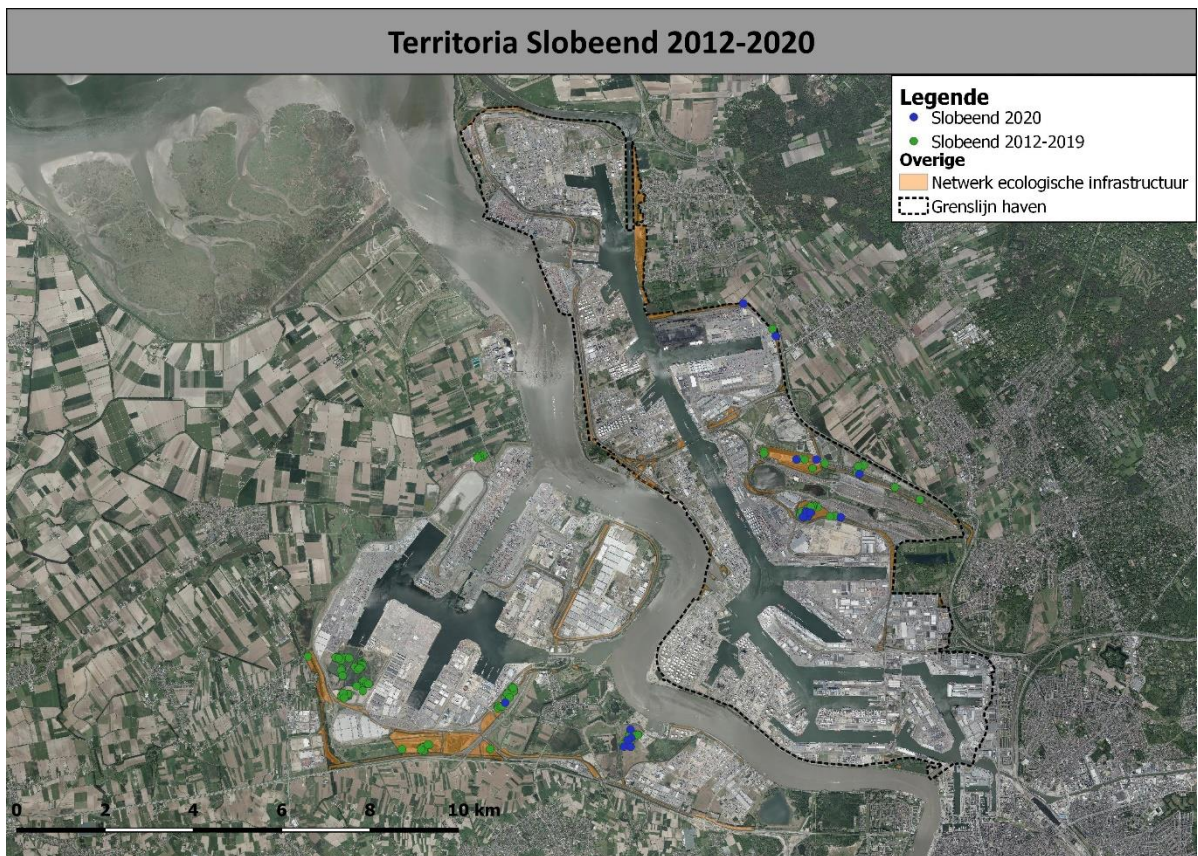 Territoria Slobeend 2012-2020
Legende
Slobeend 2020
Slobeend 2012-2019
Overige
Netwerk ecologische infrastructuur
Grenslijn haven
0 2 4 6 8 10 km